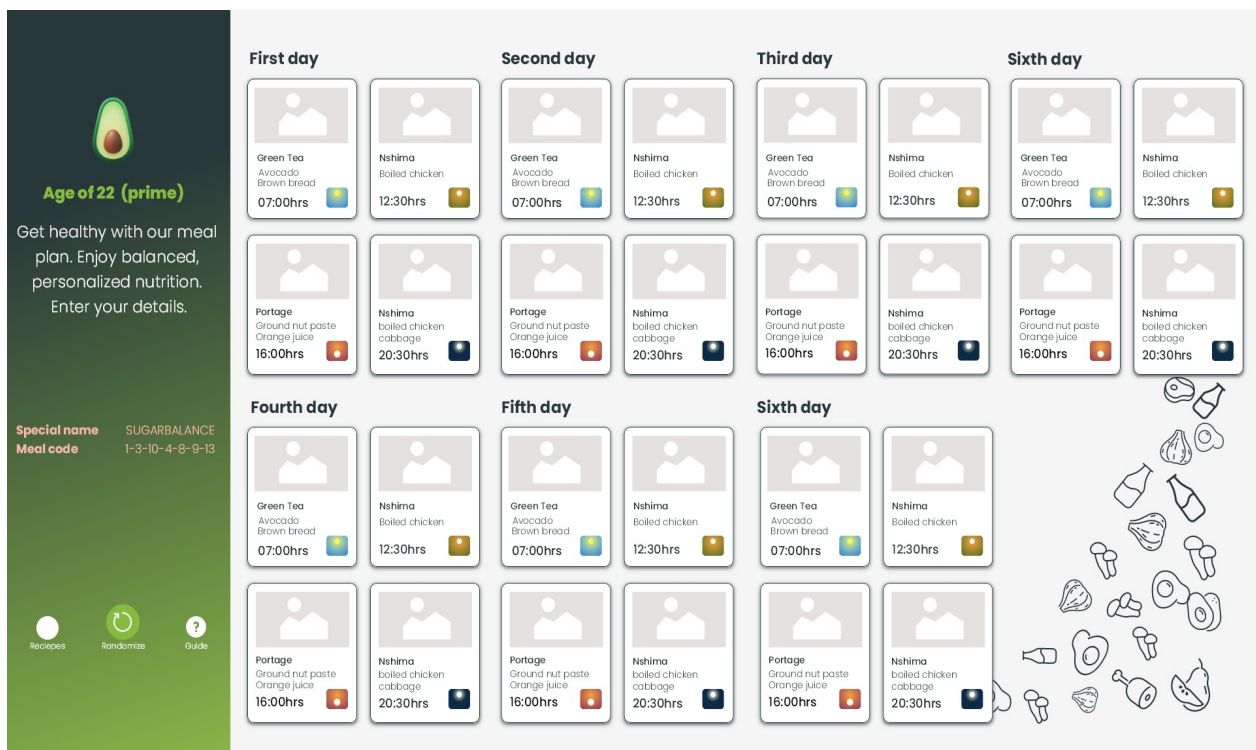 Age of 22 (prime)
Get healthy with our meal
plan. Enjoy balanced,
personalized nutrition.
Enter your details.
Special name SUGARBALANCE
Meal code 1-3-10-4-8-9-13
Reciepes
Randomize
?
Guide
First day
Green Tea
Avocado
Brown bread
07:00hrs
Nshima
Boiled chicken
12:30hrs
Portage
Ground nut paste
Orange juice
16:00hrs
Nshima
boiled chicken
cabbage
20:30hrs
Second day
Green Tea
Avocado
Brown bread
07:00hrs
Nshima
Boiled chicken
12:30hrs
Portage
Ground nut paste
Orange juice
16:00hrs
Nshima
boiled chicken
cabbage
20:30hrs
Third day
Green Tea
Avocado
Brown bread
07:00hrs
Nshima
Boiled chicken
12:30hrs
Portage
Ground nut paste
Orange juice
16:00hrs
Nshima
boiled chicken
cabbage
20:30hrs
Sixth day
Green Tea
Avocado
Brown bread
07:00hrs
Nshima
Boiled chicken
12:30hrs
Portage
Ground nut paste
Orange juice
16:00hrs
Nshima
boiled chicken
cabbage
20:30hrs
Fourth day
Green Tea
Avocado
Brown bread
07:00hrs
Nshima
Boiled chicken
12:30hrs
Portage
Ground nut paste
Orange juice
16:00hrs
Nshima
boiled chicken
cabbage
20:30hrs
Fifth day
Green Tea
Avocado
Brown bread
07:00hrs
Nshima
Boiled chicken
12:30hrs
Portage
Ground nut paste
Orange juice
16:00hrs
Nshima
boiled chicken
cabbage
20:30hrs
Sixth day
Green Tea
Avocado
Brown bread
07:00hrs
Nshima
Boiled chicken
12:30hrs
Portage
Ground nut paste
Orange juice
16:00hrs
Nshima
boiled chicken
cabbage
20:30hrs